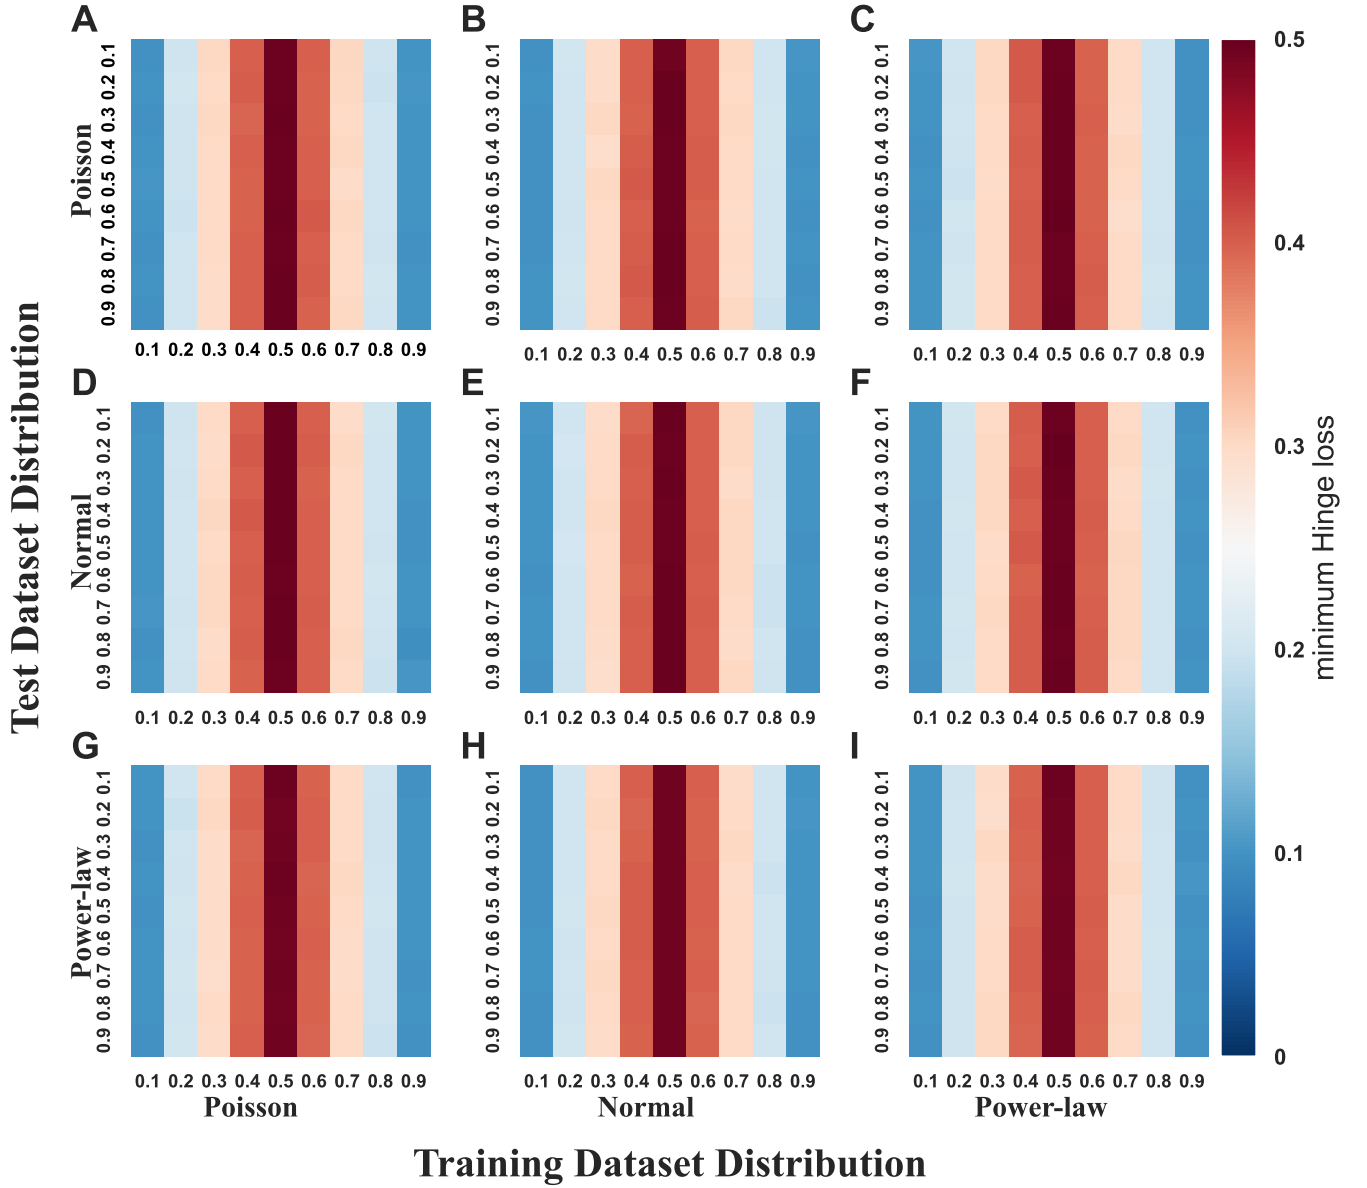 A
B
C
0.1 0.2 0.3 0.4 0.5 0.6 0.7 0.8 0.9
0.1 0.2 0.3 0.4 0.5 0.6 0.7 0.8 0.9
0.1 0.2 0.3 0.4 0.5 0.6 0.7 0.8 0.9
Poisson
0.1 0.2 0.3 0.4 0.5 0.6 0.7 0.8 0.9
0.1 0.2 0.3 0.4 0.5 0.6 0.7 0.8 0.9
0.1 0.2 0.3 0.4 0.5 0.6 0.7 0.8 0.9
D
E
F
0.1 0.2 0.3 0.4 0.5 0.6 0.7 0.8 0.9
0.1 0.2 0.3 0.4 0.5 0.6 0.7 0.8 0.9
0.1 0.2 0.3 0.4 0.5 0.6 0.7 0.8 0.9
Normal
Test Dataset Distribution
0.1 0.2 0.3 0.4 0.5 0.6 0.7 0.8 0.9
0.1 0.2 0.3 0.4 0.5 0.6 0.7 0.8 0.9
0.1 0.2 0.3 0.4 0.5 0.6 0.7 0.8 0.9
G
H
I
0.1 0.2 0.3 0.4 0.5 0.6 0.7 0.8 0.9
0.1 0.2 0.3 0.4 0.5 0.6 0.7 0.8 0.9
0.1 0.2 0.3 0.4 0.5 0.6 0.7 0.8 0.9
Power-law
0.1 0.2 0.3 0.4 0.5 0.6 0.7 0.8 0.9
0.1 0.2 0.3 0.4 0.5 0.6 0.7 0.8 0.9
0.1 0.2 0.3 0.4 0.5 0.6 0.7 0.8 0.9
Poisson
Normal
Power-law
Training Dataset Distribution
0.5
0.4
0.3
0.2
0.1
0
minimum Hinge loss